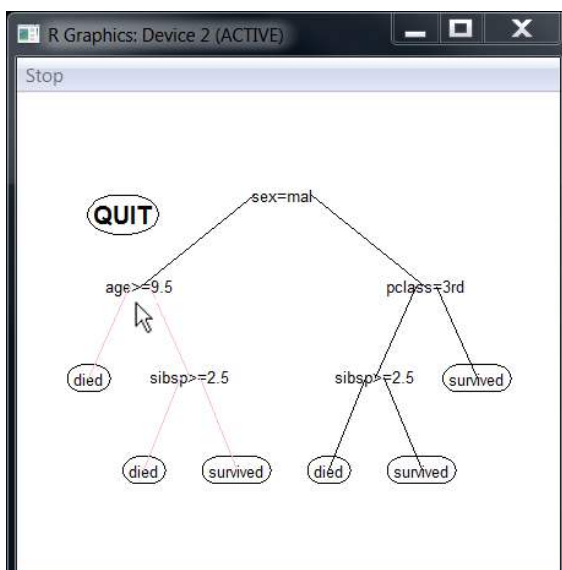 R Graphics: Device 2 (ACTIVE)
Stop
QUIT
sex=mal
age>=9.5
pclass=3rd
died
sibsp>=2.5
sibsp>=2.5
survived
died
survived
died
survived